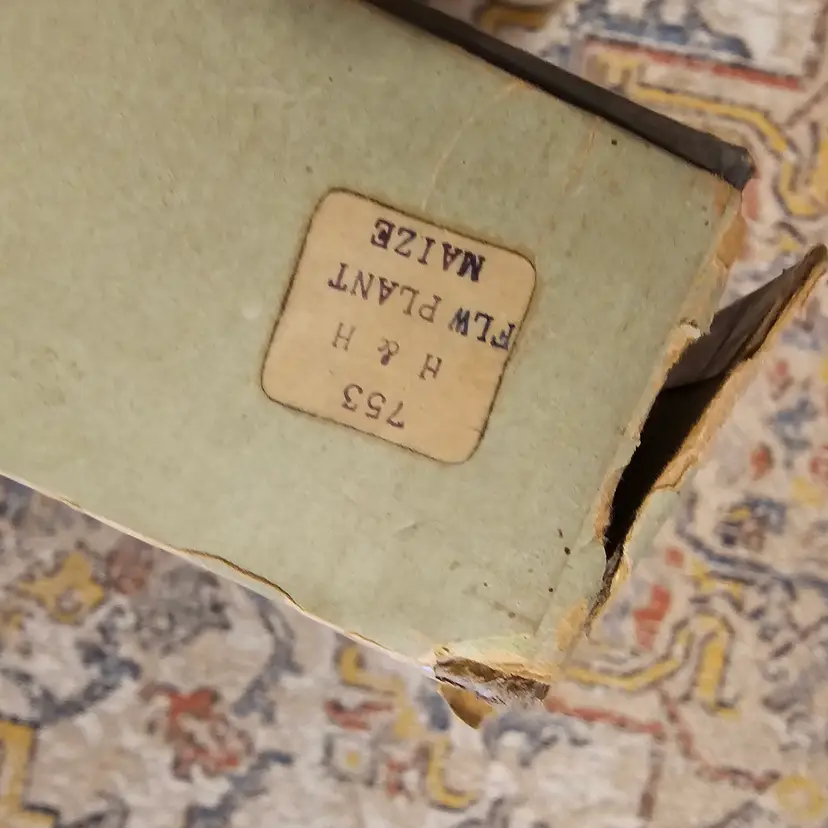 753
H & H
FLW PLANT
MAIZE